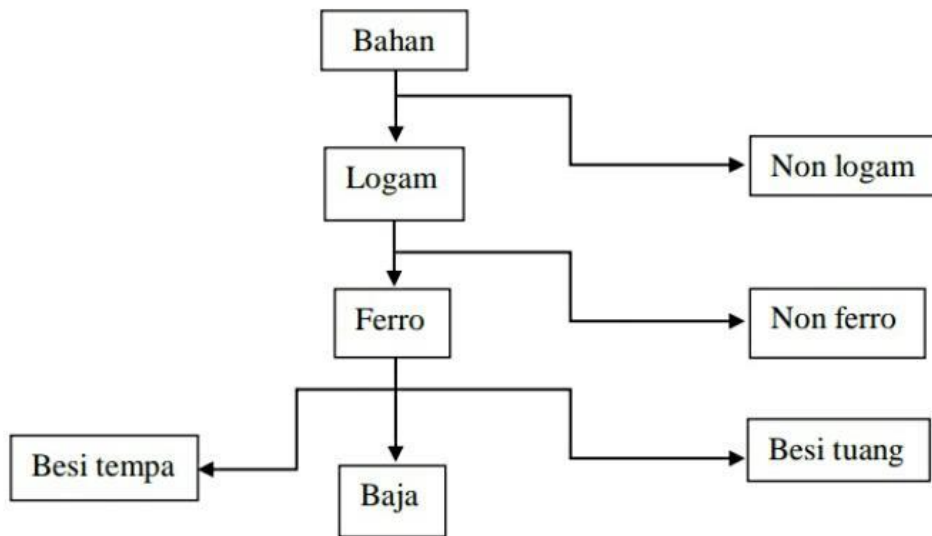 Bahan
Logam
Non logam
Ferro
Non ferro
Besi tempa
Baja
Besi tuang